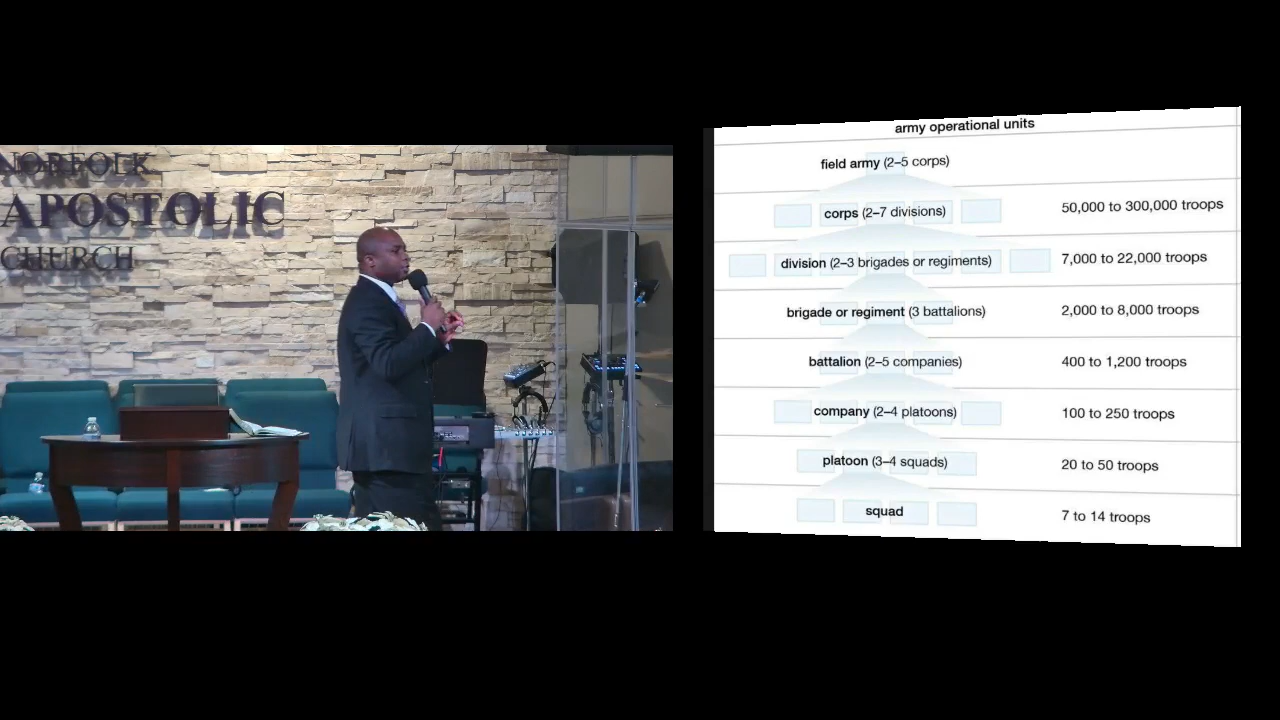 NORFOLK
APOSTOLIC
CHURCH
army operational units
field army (2–5 corps)
corps (2–7 divisions) 50,000 to 300,000 troops
division (2–3 brigades or regiments) 7,000 to 22,000 troops
brigade or regiment (3 battalions) 2,000 to 8,000 troops
battalion (2–5 companies) 400 to 1,200 troops
company (2–4 platoons) 100 to 250 troops
platoon (3–4 squads) 20 to 50 troops
squad 7 to 14 troops